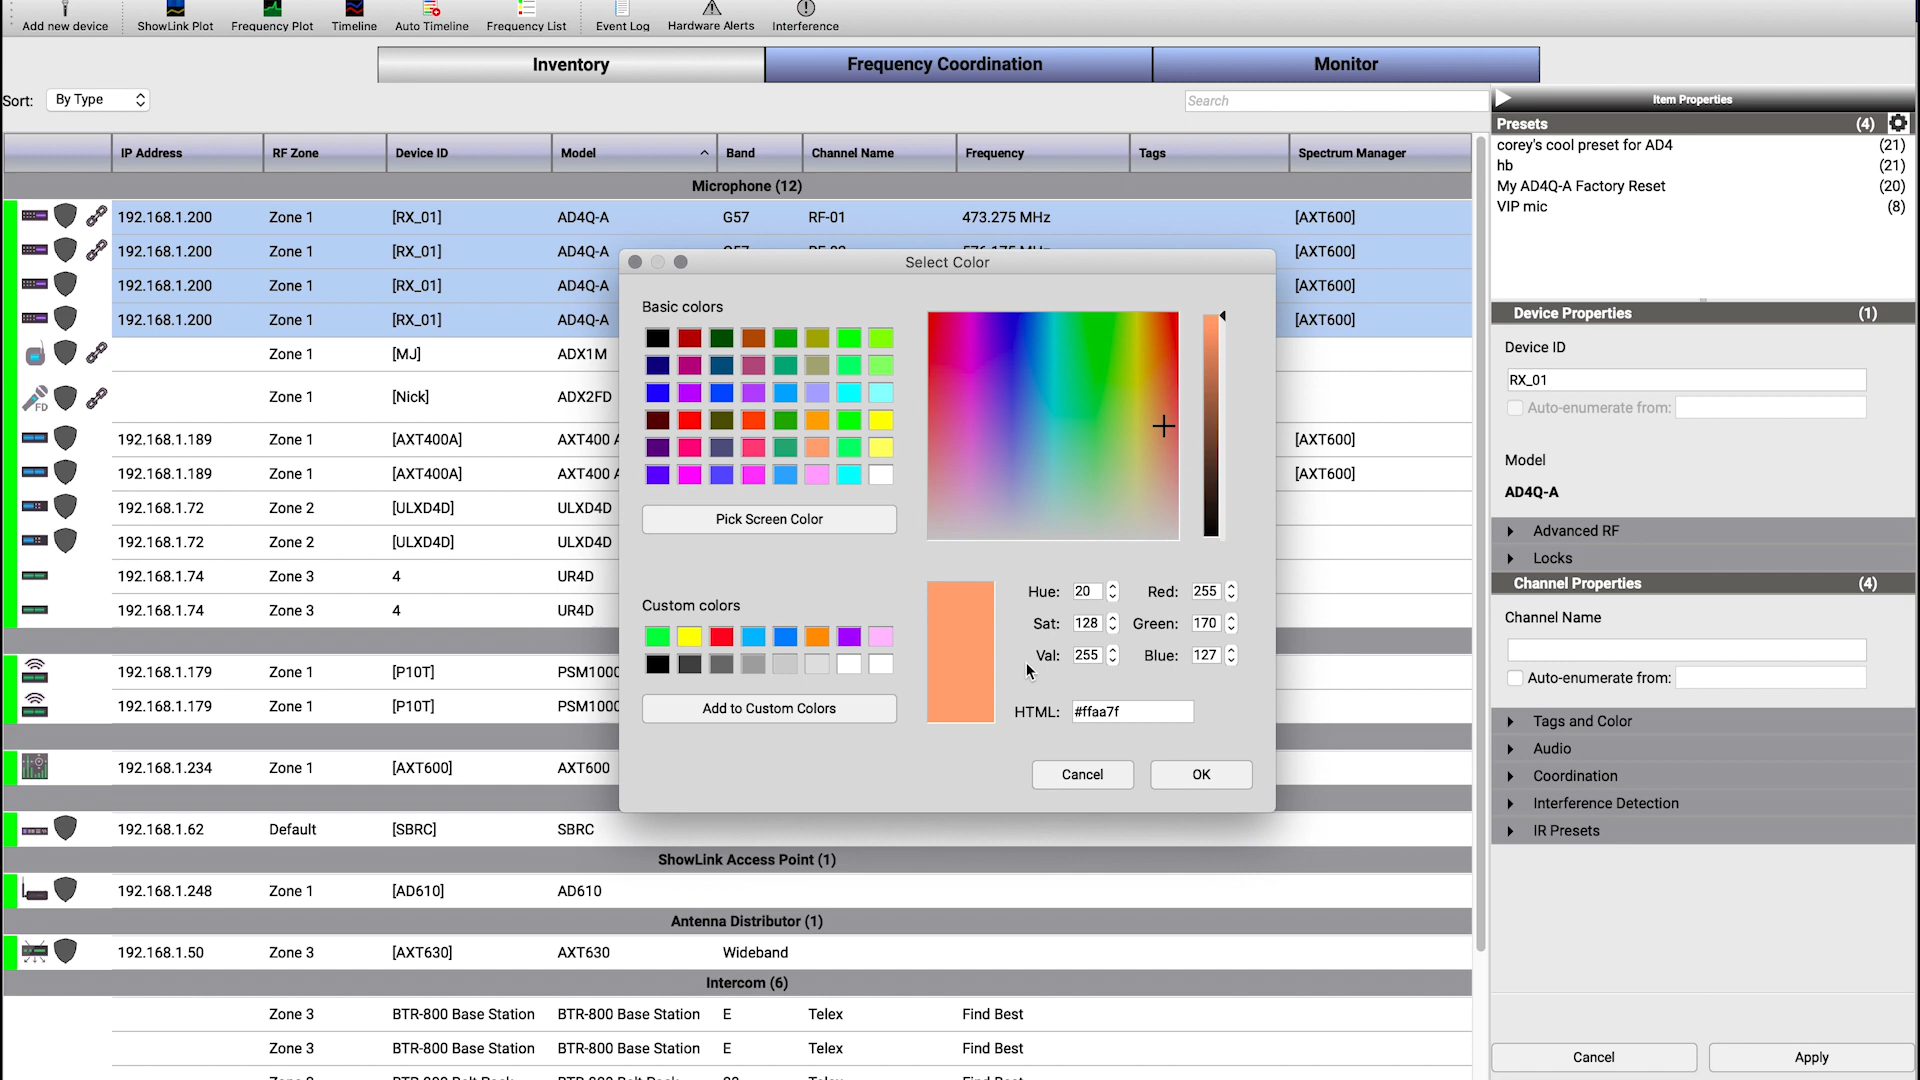 Add new device ShowLink Plot Frequency Plot Timeline Auto Timeline Frequency List Event Log Hardware Alerts Interference
Inventory Frequency Coordination Monitor
Sort: By Type Search
IP Address RF Zone Device ID Model Band Channel Name Frequency Tags Spectrum Manager
Microphone (12)
192.168.1.200 Zone 1 [RX_01] AD4Q-A G57 RF-01 473.275 MHz [AXT600]
192.168.1.200 Zone 1 [RX_01] AD4Q-A [AXT600]
192.168.1.200 Zone 1 [RX_01] AD4Q-A [AXT600]
192.168.1.200 Zone 1 [RX_01] AD4Q-A [AXT600]
Zone 1 [MJ] ADX1M
FD Zone 1 [Nick] ADX2FD
192.168.1.189 Zone 1 [AXT400A] AXT400 [AXT600]
192.168.1.189 Zone 1 [AXT400A] AXT400 [AXT600]
192.168.1.72 Zone 2 [ULXD4D] ULXD4D
192.168.1.72 Zone 2 [ULXD4D] ULXD4D
192.168.1.74 Zone 3 4 UR4D
192.168.1.74 Zone 3 4 UR4D
192.168.1.179 Zone 1 [P10T] PSM1000
192.168.1.179 Zone 1 [P10T] PSM1000
192.168.1.234 Zone 1 [AXT600] AXT600
192.168.1.62 Default [SBRC] SBRC
ShowLink Access Point (1)
192.168.1.248 Zone 1 [AD610] AD610
Antenna Distributor (1)
192.168.1.50 Zone 3 [AXT630] AXT630 Wideband
Intercom (6)
Zone 3 BTR-800 Base Station BTR-800 Base Station E Telex Find Best
Zone 3 BTR-800 Base Station BTR-800 Base Station E Telex Find Best
Select Color
Basic colors
Pick Screen Color
Custom colors
Add to Custom Colors
Hue: 20 Red: 255
Sat: 128 Green: 170
Val: 255 Blue: 127
HTML: #ffaa7f
Cancel OK
Item Properties
Presets (4)
corey's cool preset for AD4 (21)
hb (21)
My AD4Q-A Factory Reset (20)
VIP mic (8)
Device Properties (1)
Device ID
RX_01
Auto-enumerate from:
Model
AD4Q-A
Advanced RF
Locks
Channel Properties (4)
Channel Name
Auto-enumerate from:
Tags and Color
Audio
Coordination
Interference Detection
IR Presets
Cancel Apply